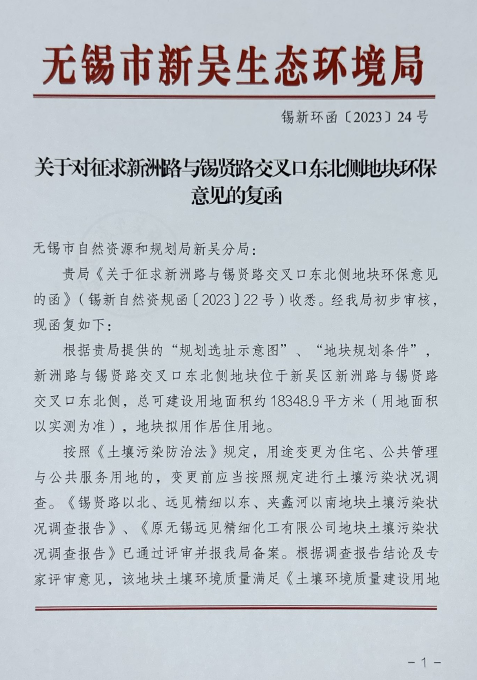 无锡市新吴生态环境局
锡新环函〔2023〕24 号
关于对征求新洲路与锡贤路交叉口东北侧地块环保
意见的复函
无锡市自然资源和规划局新吴分局：
贵局《关于征求新洲路与锡贤路交叉口东北侧地块环保意见
的函》（锡新自然资规函〔2023〕22 号）收悉。经我局初步审核，
现函复如下：
根据贵局提供的“规划选址示意图”、“地块规划条件”，
新洲路与锡贤路交叉口东北侧地块位于新吴区新洲路与锡贤路
交叉口东北侧，总可建设用地面积约 18348.9 平方米（用地面积
以实测为准），地块拟用作居住用地。
按照《土壤污染防治法》规定，用途变更为住宅、公共管理
与公共服务用地的，变更前应当按照规定进行土壤污染状况调
查。《锡贤路以北、远见精细以东、夹蠡河以南地块土壤污染状
况调查报告》、《原无锡远见精细化工有限公司地块土壤污染状
况调查报告》已通过评审并报我局备案。根据调查报告结论及专
家评审意见，该地块土壤环境质量满足《土壤环境质量建设用地
－1－